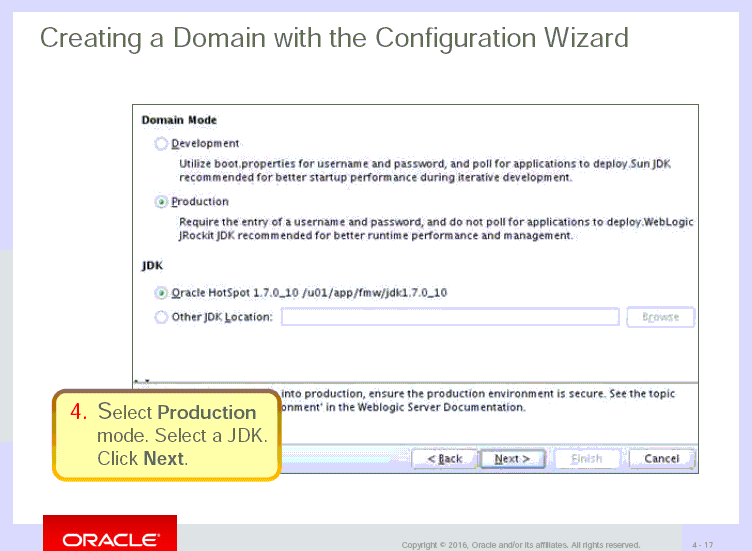 Creating a Domain with the Configuration Wizard
Domain Mode
Development
Utilize boot.properties for username and password, and poll for applications to deploy.Sun JDK
recommended for better startup performance during iterative development.
Production
Require the entry of a username and password, and do not poll for applications to deploy.WebLogic
JRockit JDK recommended for better runtime performance and management.
JDK
Oracle HotSpot 1.7.0_10 /u01/app/fmw/jdk1.7.0_10
Other JDK Location:
Browse
into production, ensure the production environment is secure. See the topic
onment' in the Weblogic Server Documentation.
4. Select Production
mode. Select a JDK.
Click Next.
< Back
Next >
Finish
Cancel
ORACLE
Copyright © 2016, Oracle and/or its affiliates. All rights reserved.
4 - 17